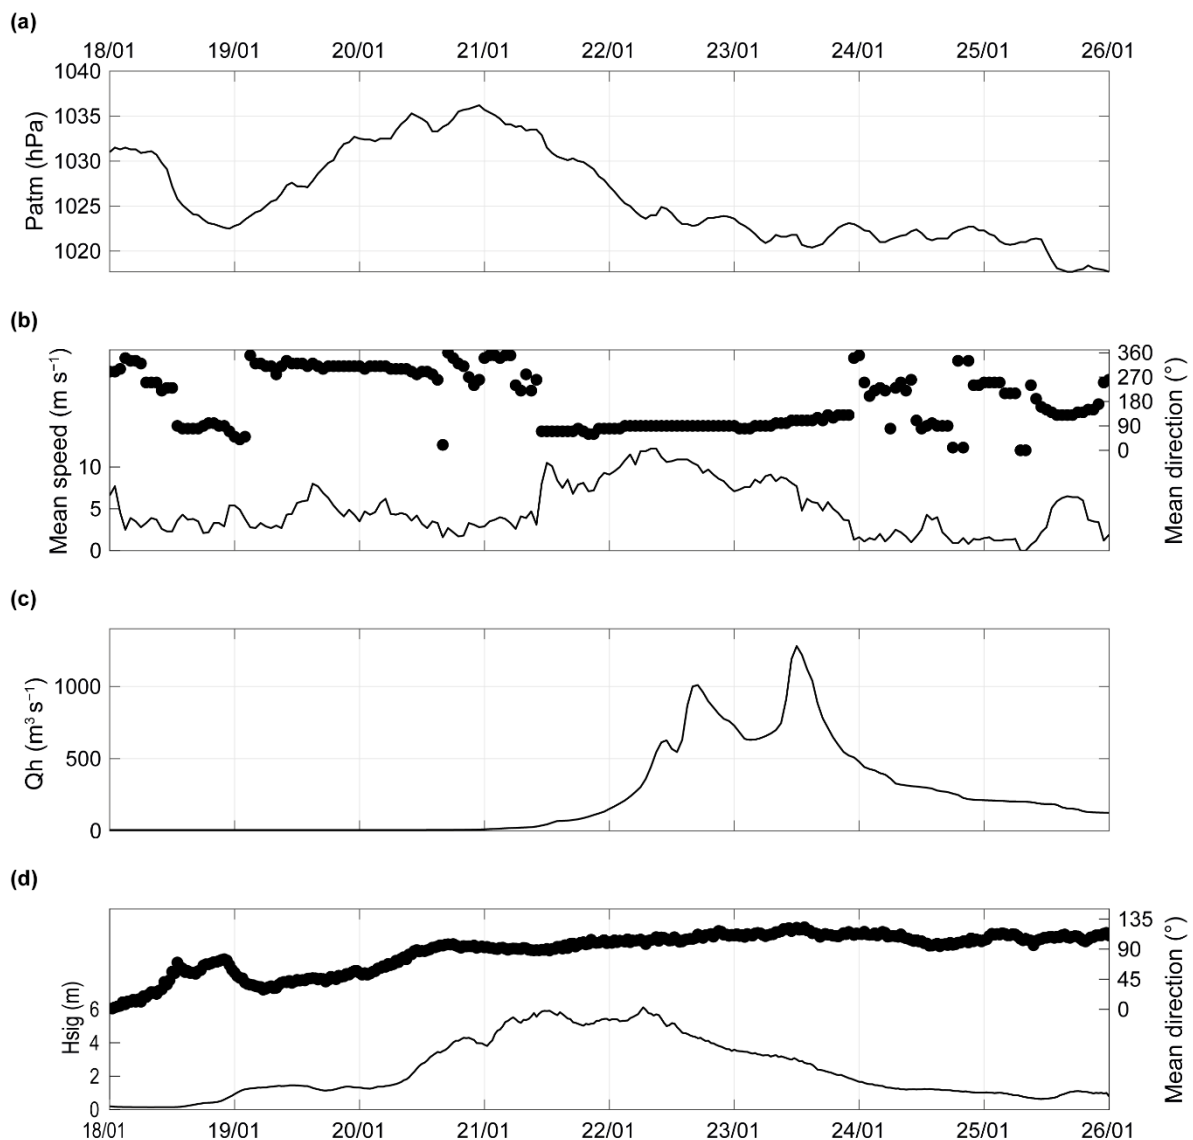 (a)
18/01 19/01 20/01 21/01 22/01 23/01 24/01 25/01 26/01
1040
1035
1030
1025
1020
Patm (hPa)
(b)
Mean speed (m s⁻¹)
10
5
0
360
270
180
90
0
Mean direction (°)
(c)
Qh (m³ s⁻¹)
1000
500
0
(d)
Hsig (m)
6
4
2
0
135
90
45
0
Mean direction (°)
18/01 19/01 20/01 21/01 22/01 23/01 24/01 25/01 26/01